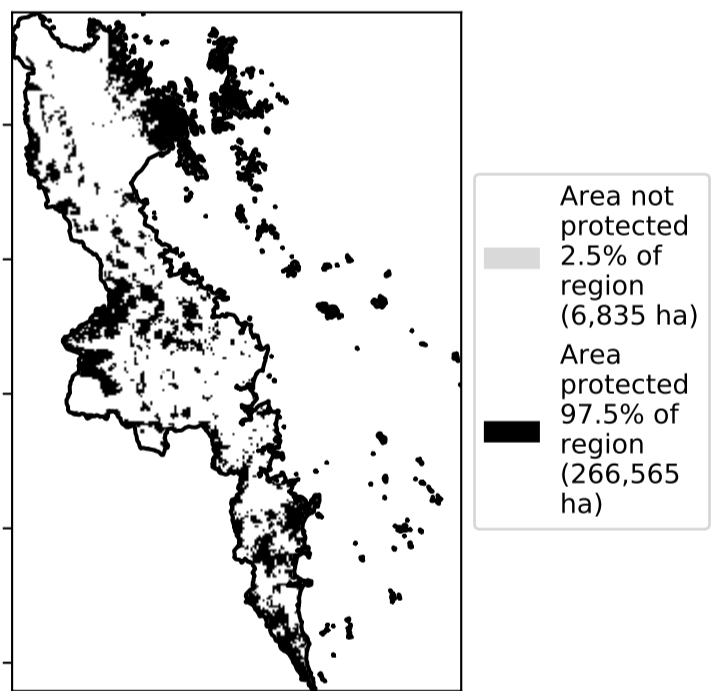 Area not
protected
2.5% of
region
(6,835 ha)
Area
protected
97.5% of
region
(266,565
ha)